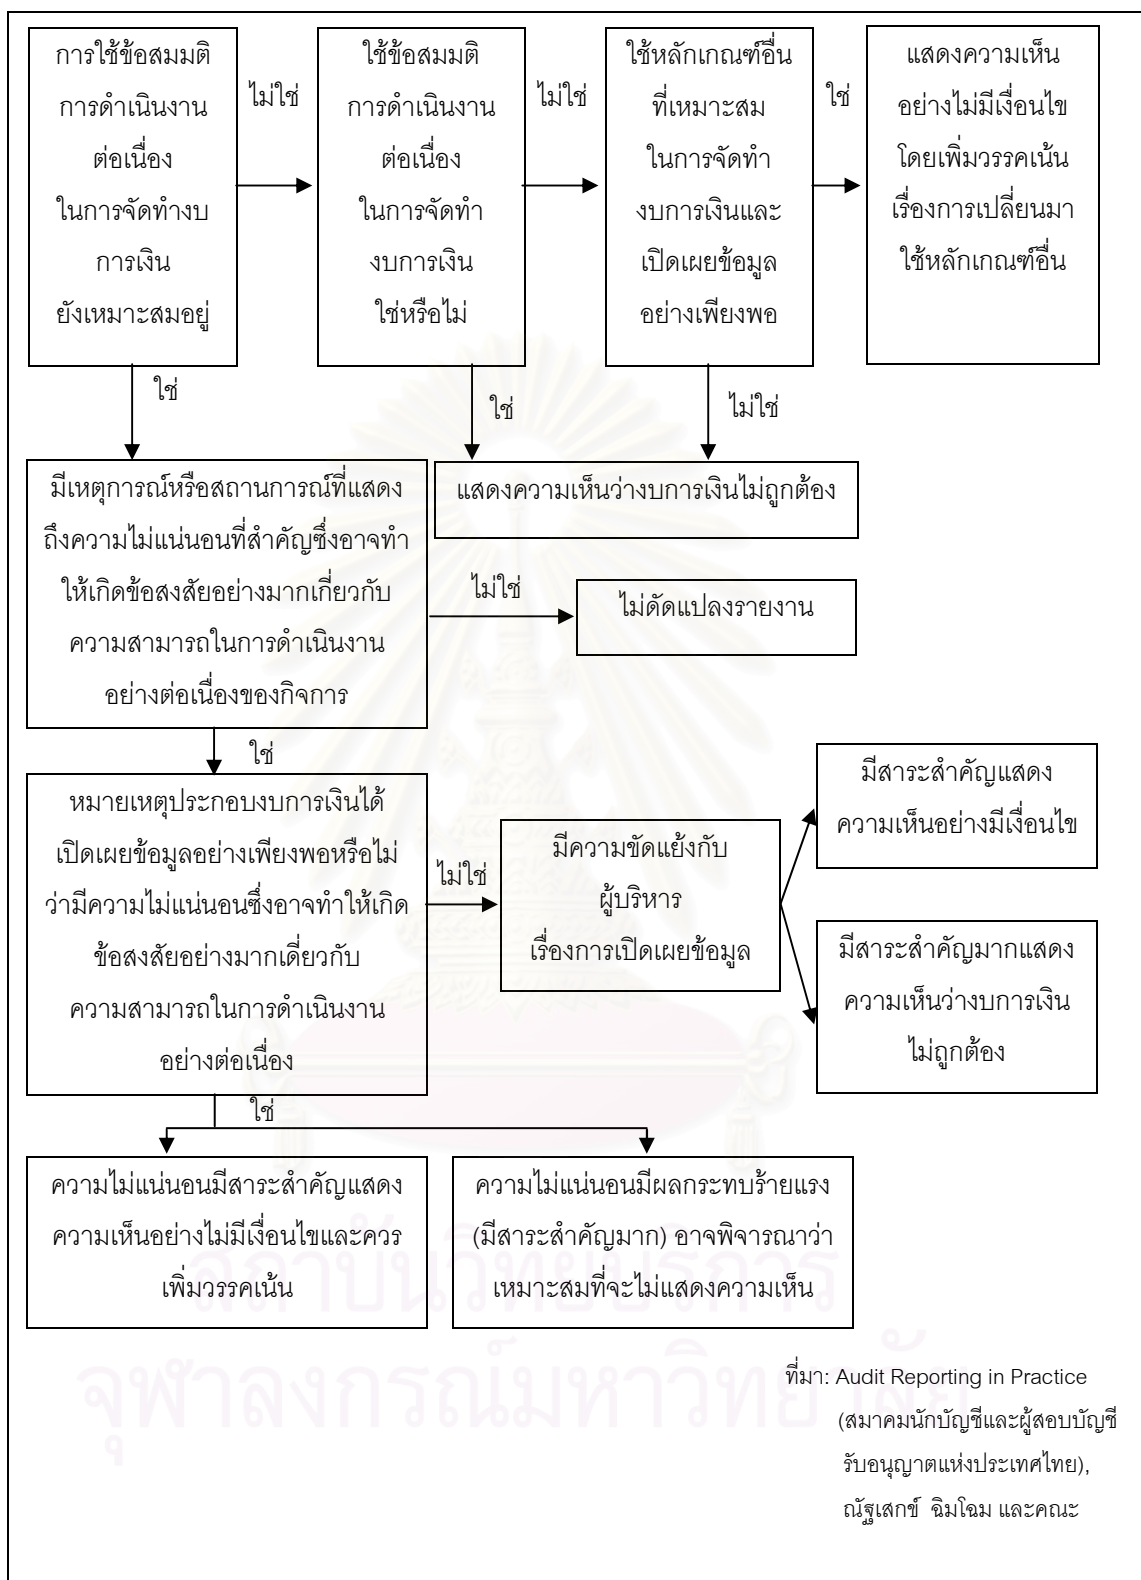 การใช้ข้อสมมติ
การดำเนินงาน
ต่อเนื่อง
ในการจัดทำงบ
การเงิน
ยังเหมาะสมอยู่
ไม่ใช่
ใช้ข้อสมมติ
การดำเนินงาน
ต่อเนื่อง
ในการจัดทำ
งบการเงิน
ใช่หรือไม่
ไม่ใช่
ใช้หลักเกณฑ์อื่น
ที่เหมาะสม
ในการจัดทำ
งบการเงินและ
เปิดเผยข้อมูล
อย่างเพียงพอ
ใช่
แสดงความเห็น
อย่างไม่มีเงื่อนไข
โดยเพิ่มวรรคเน้น
เรื่องการเปลี่ยนมา
ใช้หลักเกณฑ์อื่น
ใช่
ใช่
ไม่ใช่
มีเหตุการณ์หรือสถานการณ์ที่แสดง
ถึงความไม่แน่นอนที่สำคัญซึ่งอาจทำ
ให้เกิดข้อสงสัยอย่างมากเกี่ยวกับ
ความสามารถในการดำเนินงาน
อย่างต่อเนื่องของกิจการ
แสดงความเห็นว่างบการเงินไม่ถูกต้อง
ไม่ใช่
ไม่ดัดแปลงรายงาน
ใช่
หมายเหตุประกอบงบการเงินได้
เปิดเผยข้อมูลอย่างเพียงพอหรือไม่
ว่ามีความไม่แน่นอนซึ่งอาจทำให้เกิด
ข้อสงสัยอย่างมากเดี่ยวกับ
ความสามารถในการดำเนินงาน
อย่างต่อเนื่อง
ไม่ใช่
มีความขัดแย้งกับ
ผู้บริหาร
เรื่องการเปิดเผยข้อมูล
มีสาระสำคัญแสดง
ความเห็นอย่างมีเงื่อนไข
มีสาระสำคัญมากแสดง
ความเห็นว่างบการเงิน
ไม่ถูกต้อง
ใช่
ความไม่แน่นอนมีสาระสำคัญแสดง
ความเห็นอย่างไม่มีเงื่อนไขและควร
เพิ่มวรรคเน้น
ความไม่แน่นอนมีผลกระทบร้ายแรง
(มีสาระสำคัญมาก) อาจพิจารณาว่า
เหมาะสมที่จะไม่แสดงความเห็น
สถาบันวิทยบริการ
จุฬาลงกรณ์มหาวิทยาลัย
ที่มา: Audit Reporting in Practice
(สมาคมนักบัญชีและผู้สอบบัญชี
รับอนุญาตแห่งประเทศไทย),
ณัฐเสกข์ ฉิมโฉม และคณะ